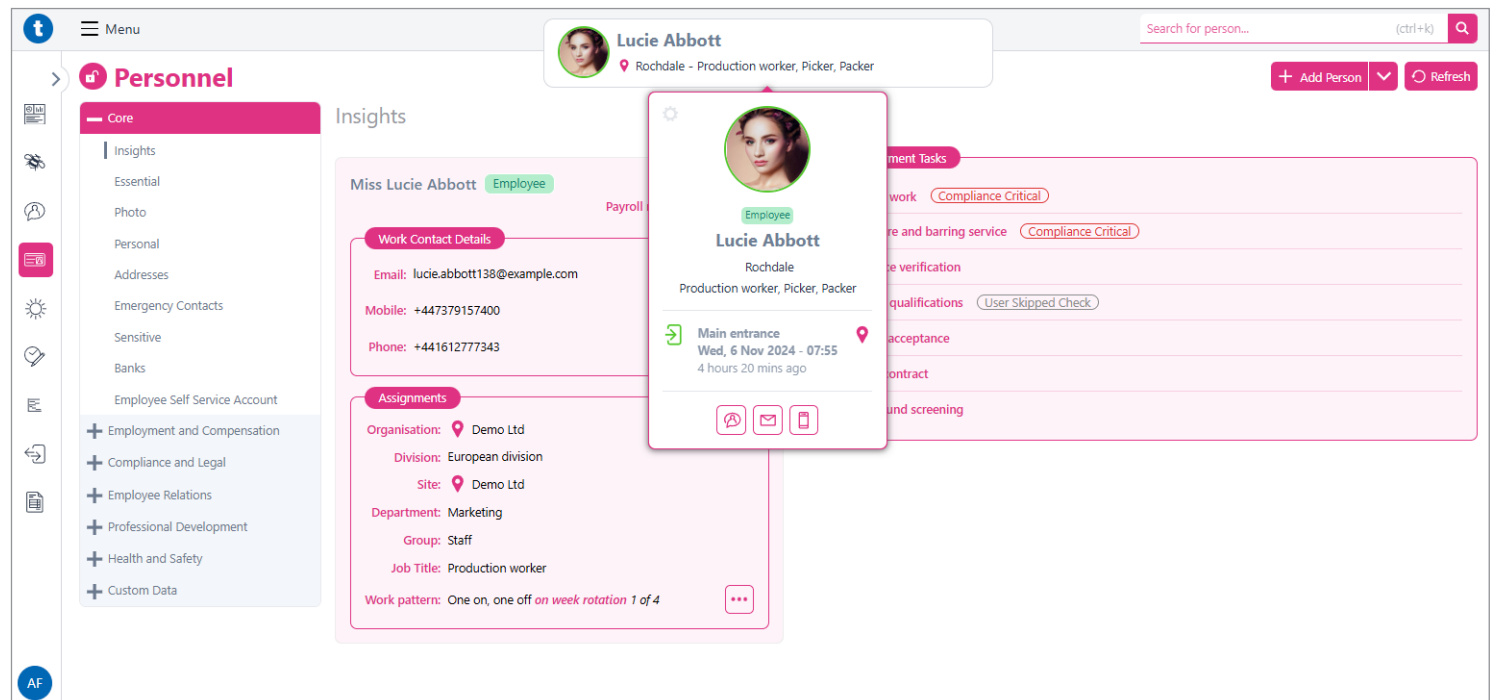 t
Menu
Lucie Abbott
Rochdale - Production worker, Picker, Packer
Search for person... (ctrl+k)
Personnel
Add Person
Refresh
Core
Insights
Essential
Photo
Personal
Addresses
Emergency Contacts
Sensitive
Banks
Employee Self Service Account
Employment and Compensation
Compliance and Legal
Employee Relations
Professional Development
Health and Safety
Custom Data
AF
Insights
Miss Lucie Abbott Employee
Payroll
Work Contact Details
Email: lucie.abbott138@example.com
Mobile: +447379157400
Phone: +441612777343
Assignments
Organisation: Demo Ltd
Division: European division
Site: Demo Ltd
Department: Marketing
Group: Staff
Job Title: Production worker
Work pattern: One on, one off on week rotation 1 of 4
Employee
Lucie Abbott
Rochdale
Production worker, Picker, Packer
Main entrance
Wed, 6 Nov 2024 - 07:55
4 hours 20 mins ago
Tasks
work Compliance Critical
and barring service Compliance Critical
verification
qualifications User Skipped Check
acceptance
screening